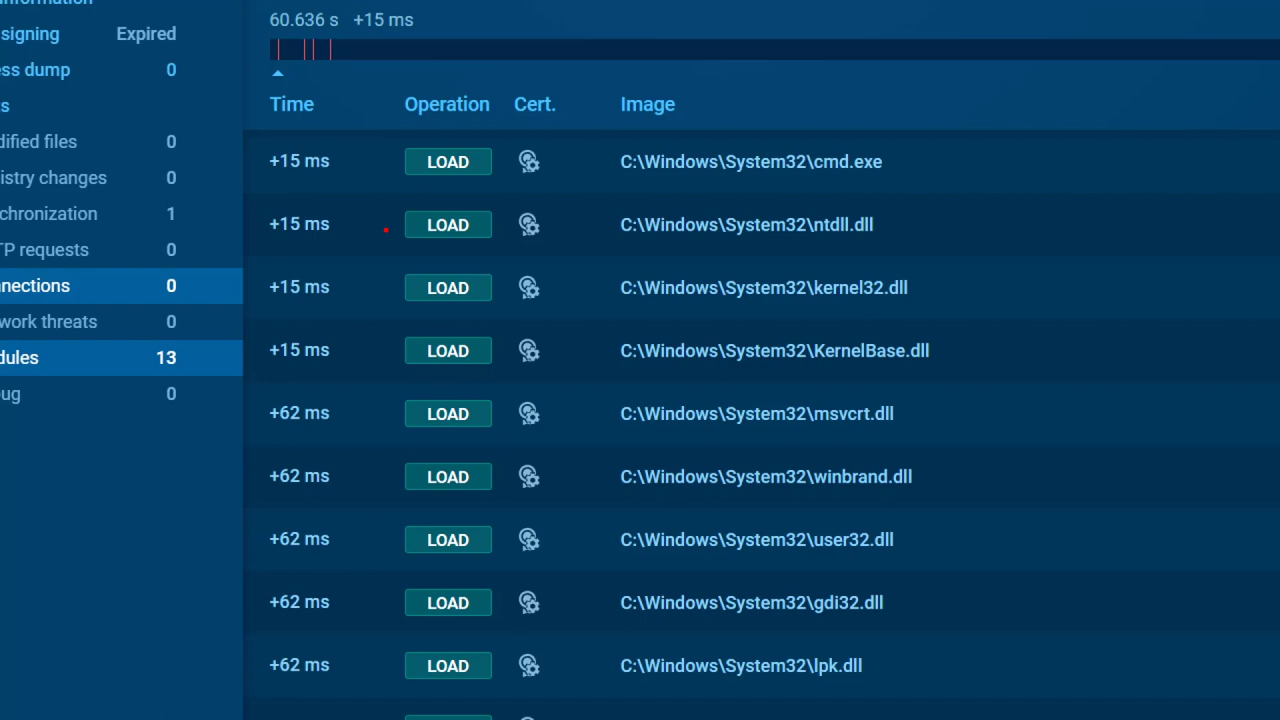 60.636 s +15 ms
signing Expired
ess dump 0
s
dified files 0
istry changes 0
chronization 1
TP requests 0
nections 0
work threats 0
dules 13
ug 0
Time Operation Cert. Image
+15 ms LOAD C:\Windows\System32\cmd.exe
+15 ms LOAD C:\Windows\System32\ntdll.dll
+15 ms LOAD C:\Windows\System32\kernel32.dll
+15 ms LOAD C:\Windows\System32\KernelBase.dll
+62 ms LOAD C:\Windows\System32\msvcrt.dll
+62 ms LOAD C:\Windows\System32\winbrand.dll
+62 ms LOAD C:\Windows\System32\user32.dll
+62 ms LOAD C:\Windows\System32\gdi32.dll
+62 ms LOAD C:\Windows\System32\lpk.dll